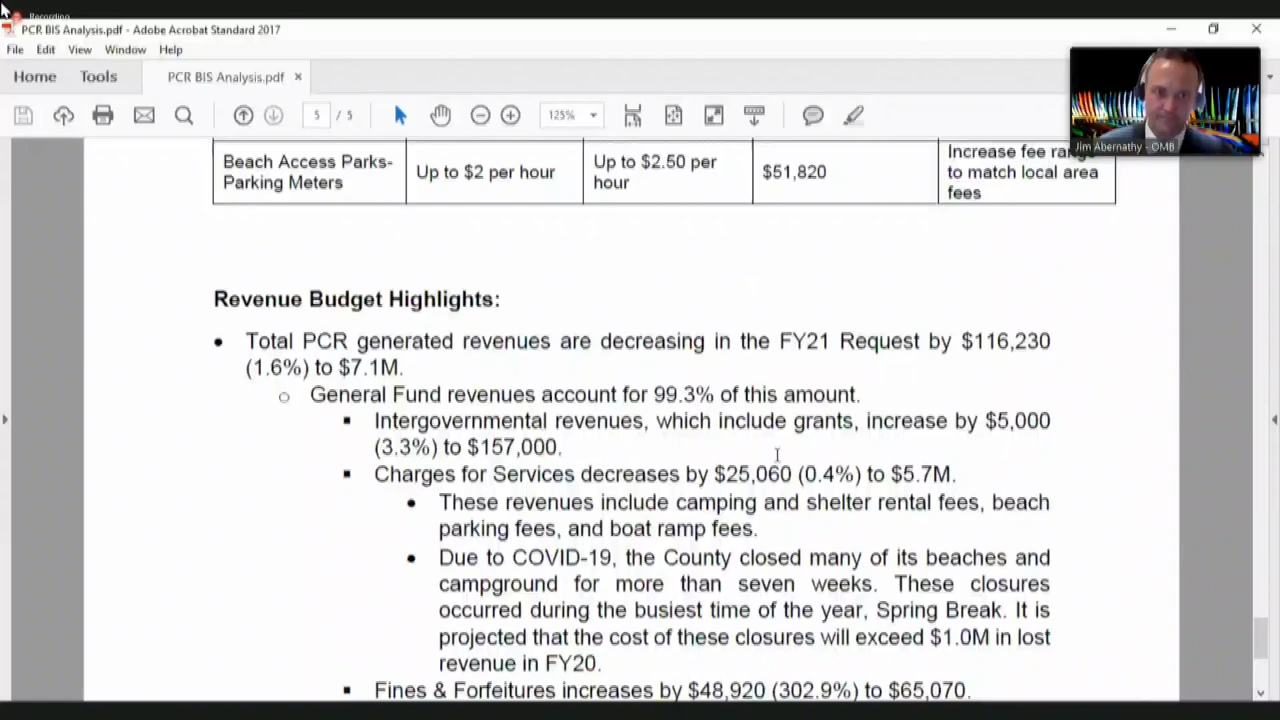 Recording
PCR BIS Analysis.pdf - Adobe Acrobat Standard 2017
File Edit View Window Help
Home Tools PCR BIS Analysis.pdf ×
5 / 5 125%
Jim Abernathy - OMB
Beach Access Parks-
Parking Meters
Up to $2 per hour
Up to $2.50 per
hour
$51,820
Increase fee range
to match local area
fees
Revenue Budget Highlights:
• Total PCR generated revenues are decreasing in the FY21 Request by $116,230
(1.6%) to $7.1M.
o General Fund revenues account for 99.3% of this amount.
▪ Intergovernmental revenues, which include grants, increase by $5,000
(3.3%) to $157,000.
▪ Charges for Services decreases by $25,060 (0.4%) to $5.7M.
• These revenues include camping and shelter rental fees, beach
parking fees, and boat ramp fees.
• Due to COVID-19, the County closed many of its beaches and
campground for more than seven weeks. These closures
occurred during the busiest time of the year, Spring Break. It is
projected that the cost of these closures will exceed $1.0M in lost
revenue in FY20.
▪ Fines & Forfeitures increases by $48,920 (302.9%) to $65,070.